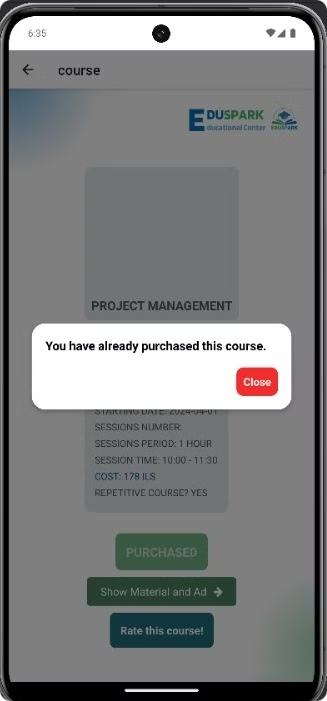 6:35
course
EDUSPARK
Educational Center
EDUSPARK
PROJECT MANAGEMENT
You have already purchased this course.
Close
STARTING DATE: 2024-04-01
SESSIONS NUMBER:
SESSIONS PERIOD: 1 HOUR
SESSION TIME: 10:00 - 11:30
COST: 178 ILS
REPETITIVE COURSE? YES
PURCHASED
Show Material and Ad →
Rate this course!